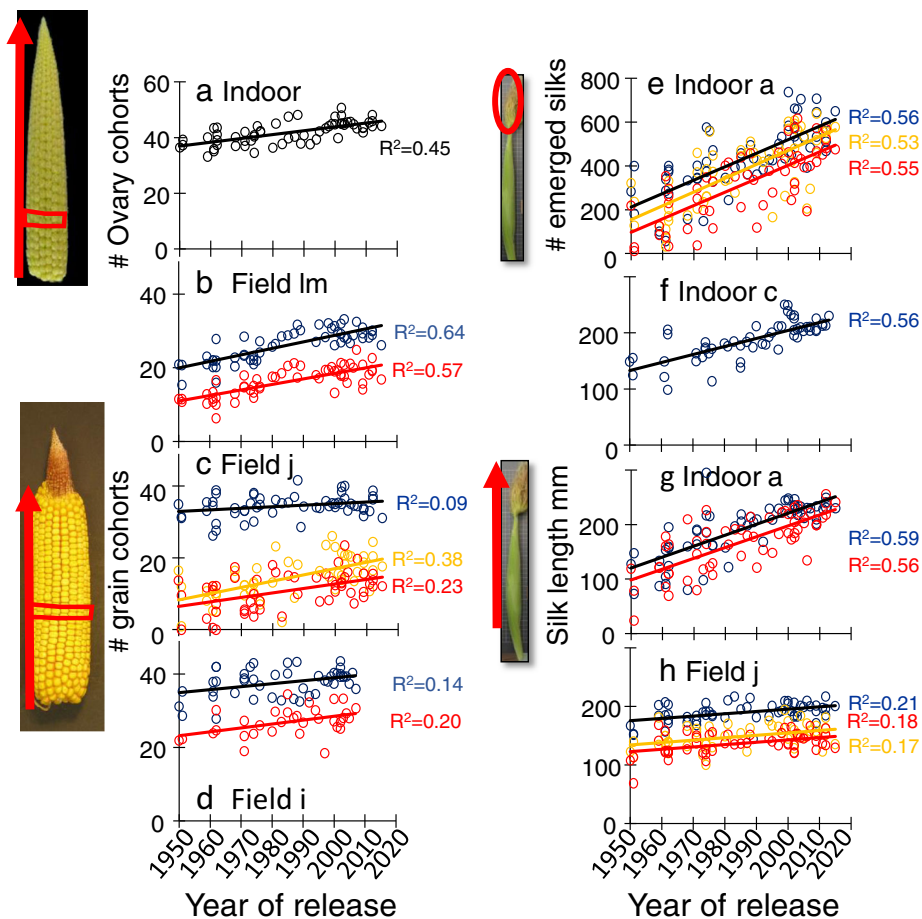 # Ovary cohorts
60
40
20
0
a Indoor
R²=0.45
40
20
0
b Field lm
R²=0.64
R²=0.57
# grain cohorts
40
20
0
c Field j
R²=0.09
R²=0.38
R²=0.23
60
40
20
0
R²=0.14
R²=0.20
d Field i
1950
1960
1970
1980
1990
2000
2010
2020
Year of release
# emerged silks
800
600
400
200
0
e Indoor a
R²=0.56
R²=0.53
R²=0.55
300
200
100
0
f Indoor c
R²=0.56
Silk length mm
300
200
100
0
g Indoor a
R²=0.59
R²=0.56
300
200
100
0
h Field j
R²=0.21
R²=0.18
R²=0.17
1950
1960
1970
1980
1990
2000
2010
2020
Year of release